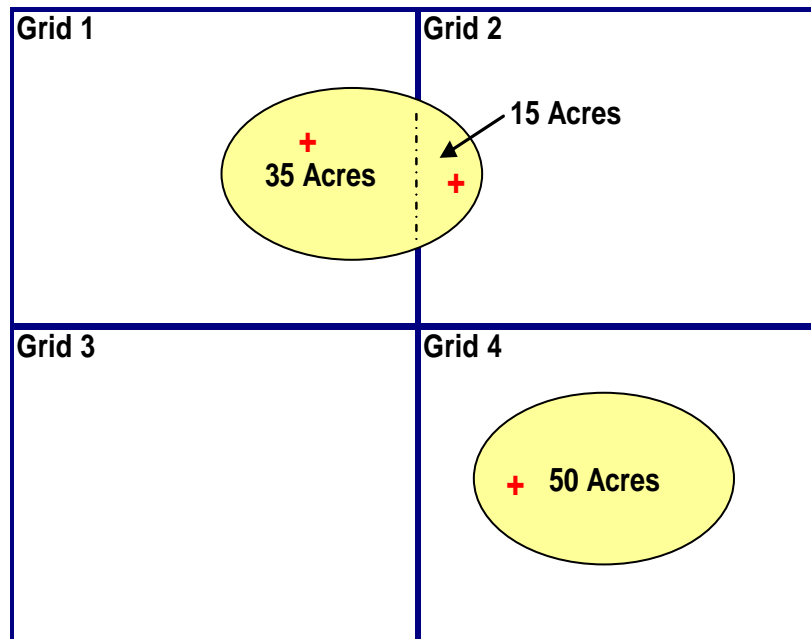 Grid 1
Grid 2
15 Acres
+
35 Acres
+
Grid 3
Grid 4
+ 50 Acres